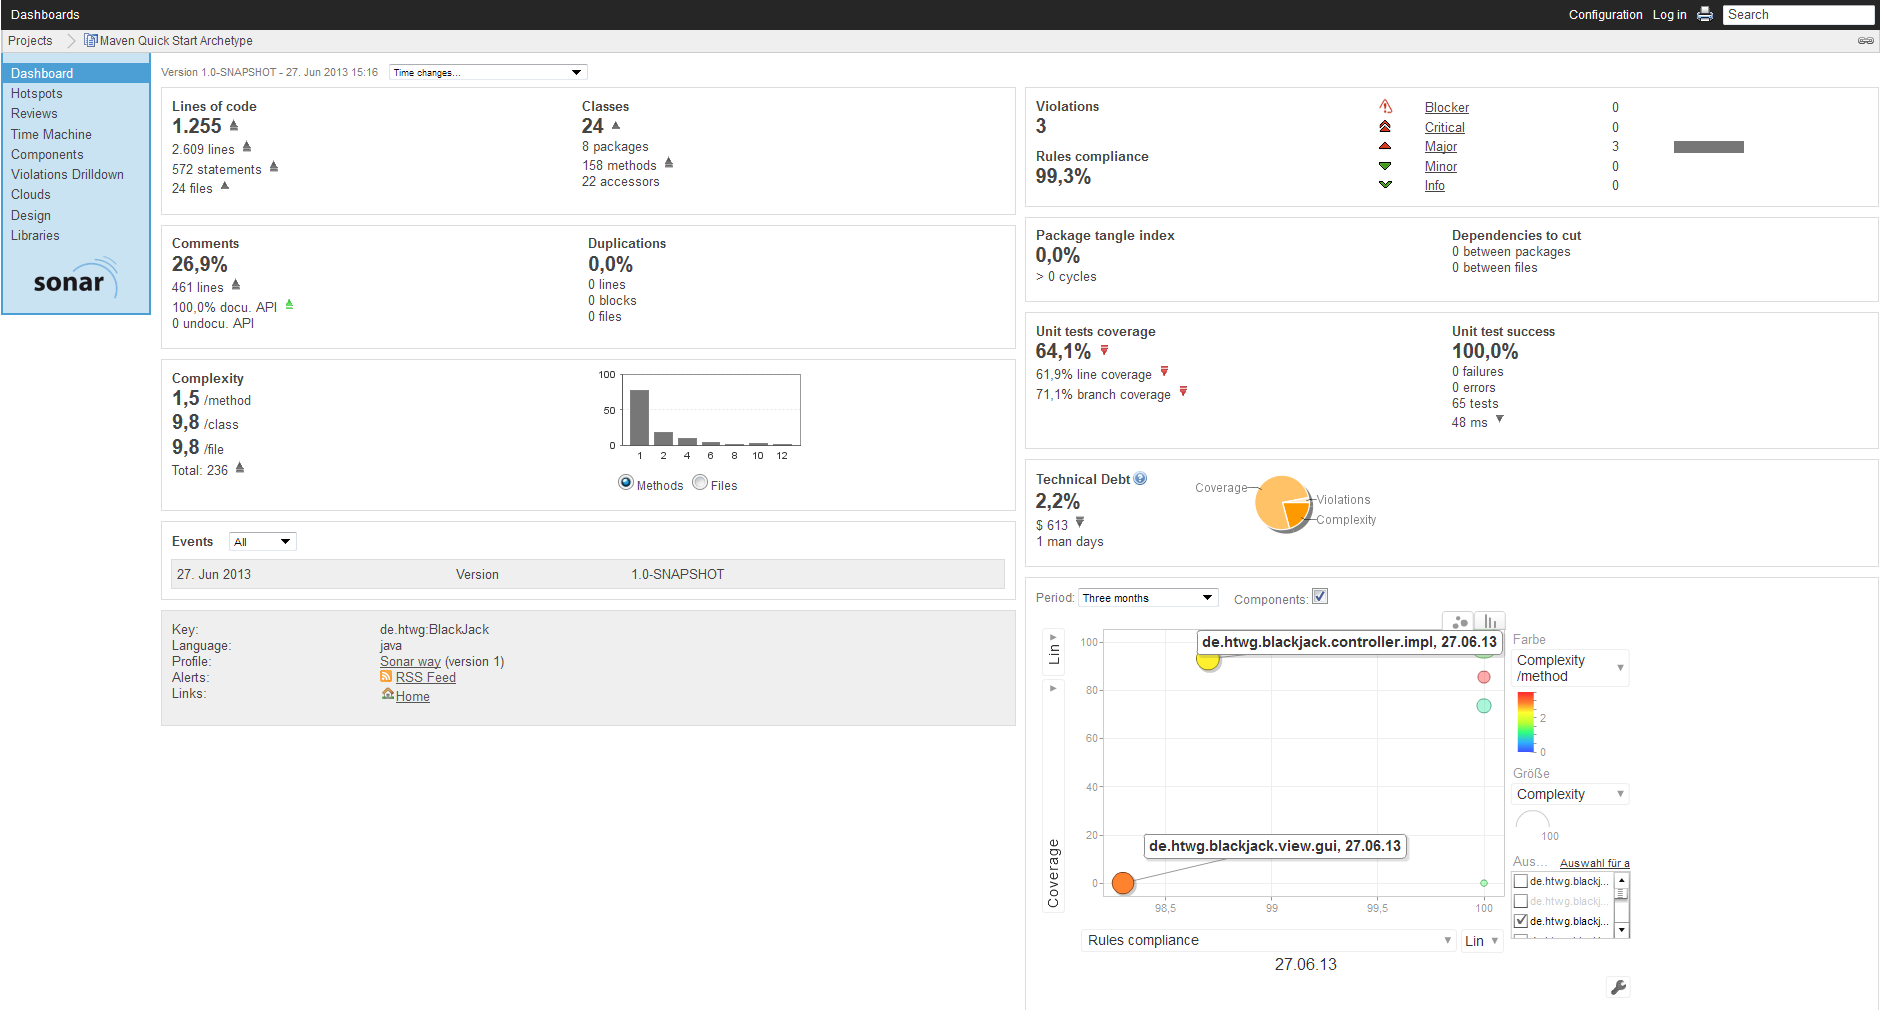 Dashboards
Configuration Log in Search
Projects Maven Quick Start Archetype
Dashboard
Hotspots
Reviews
Time Machine
Components
Violations Drilldown
Clouds
Design
Libraries
sonar
Version 1.0-SNAPSHOT - 27. Jun 2013 15:16 Time changes...
Lines of code
1.255
2.609 lines
572 statements
24 files
Classes
24
8 packages
158 methods
22 accessors
Comments
26,9%
461 lines
100,0% docu. API
0 undocu. API
Duplications
0,0%
0 lines
0 blocks
0 files
Complexity
1,5 /method
9,8 /class
9,8 /file
Total: 236
100
50
0
1 2 4 6 8 10 12
Methods Files
Events All
27. Jun 2013 Version 1.0-SNAPSHOT
Key: de.htwg:BlackJack
Language: java
Profile: Sonar way (version 1)
Alerts: RSS Feed
Links: Home
Violations
3
Rules compliance
99,3%
Blocker 0
Critical 0
Major 3
Minor 0
Info 0
Package tangle index
0,0%
> 0 cycles
Dependencies to cut
0 between packages
0 between files
Unit tests coverage
64,1%
61,9% line coverage
71,1% branch coverage
Unit test success
100,0%
0 failures
0 errors
65 tests
48 ms
Technical Debt
2,2%
$ 613
1 man days
Coverage
Violations
Complexity
Period: Three months Components:
Lin
Coverage
100
80
60
40
20
0
de.htwg.blackjack.controller.impl, 27.06.13
de.htwg.blackjack.view.gui, 27.06.13
98,5 99 99,5 100
Rules compliance Lin
27.06.13
Farbe
Complexity
/method
2
0
Größe
Complexity
100
Aus... Auswahl für a
de.htwg.blackj...
de.htwg.blackj...
de.htwg.blackj...